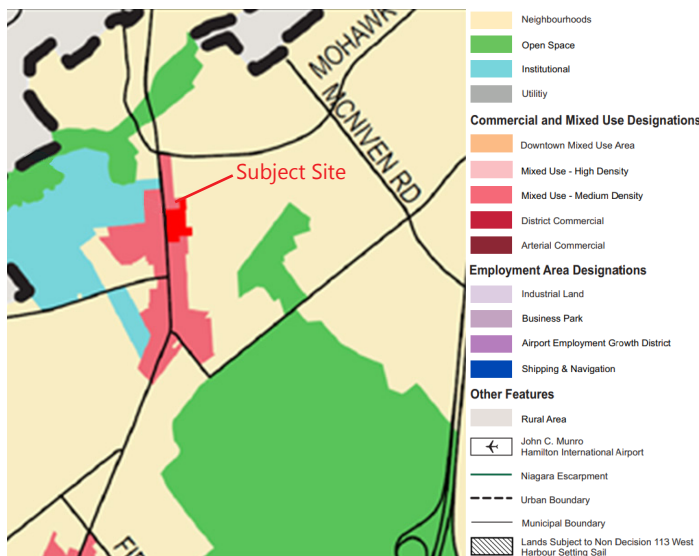 MOHAWK
MCNIVEN RD
Subject Site
Neighbourhoods
Open Space
Institutional
Utilitiy
Commercial and Mixed Use Designations
Downtown Mixed Use Area
Mixed Use - High Density
Mixed Use - Medium Density
District Commercial
Arterial Commercial
Employment Area Designations
Industrial Land
Business Park
Airport Employment Growth District
Shipping & Navigation
Other Features
Rural Area
John C. Munro
Hamilton International Airport
Niagara Escarpment
Urban Boundary
Municipal Boundary
Lands Subject to Non Decision 113 West
Harbour Setting Sail